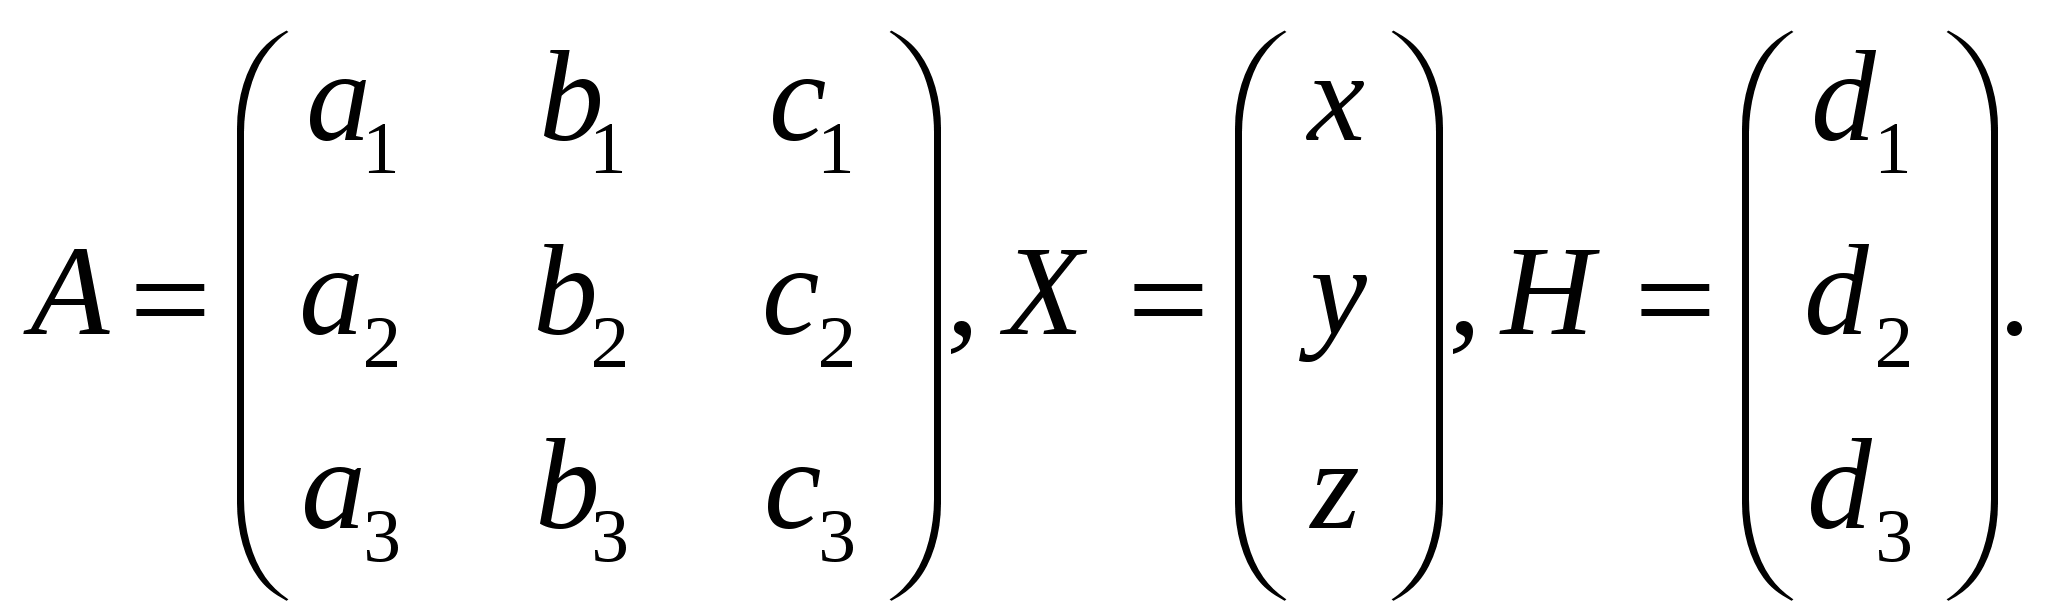 A = ( a₁ b₁ c₁
a₂ b₂ c₂
a₃ b₃ c₃ ), X = ( x
y
z ), H = ( d₁
d₂
d₃ ).